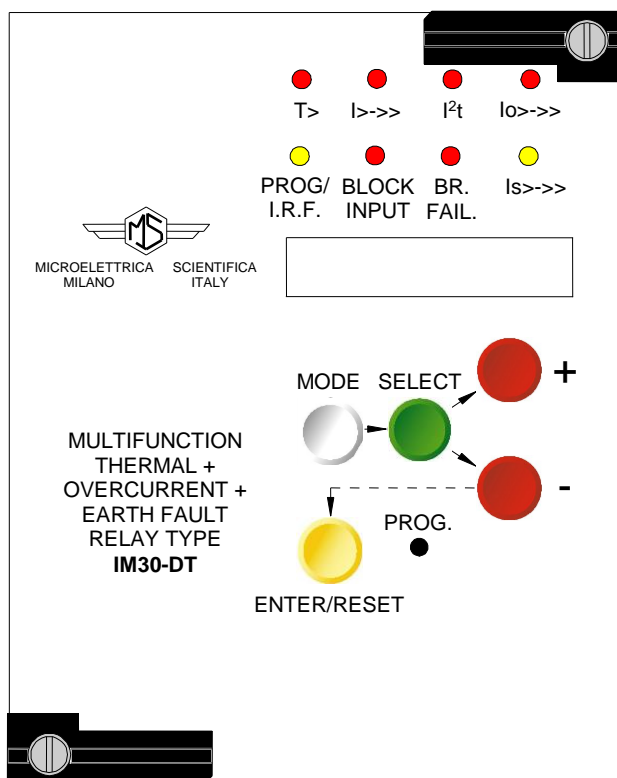 T> I>->> I²t Io>->>
PROG/ I.R.F. BLOCK INPUT BR. FAIL. Is>->>
MS
MICROELETTRICA SCIENTIFICA
MILANO ITALY
MODE SELECT +
-
MULTIFUNCTION
THERMAL +
OVERCURRENT +
EARTH FAULT
RELAY TYPE
IM30-DT
PROG.
ENTER/RESET